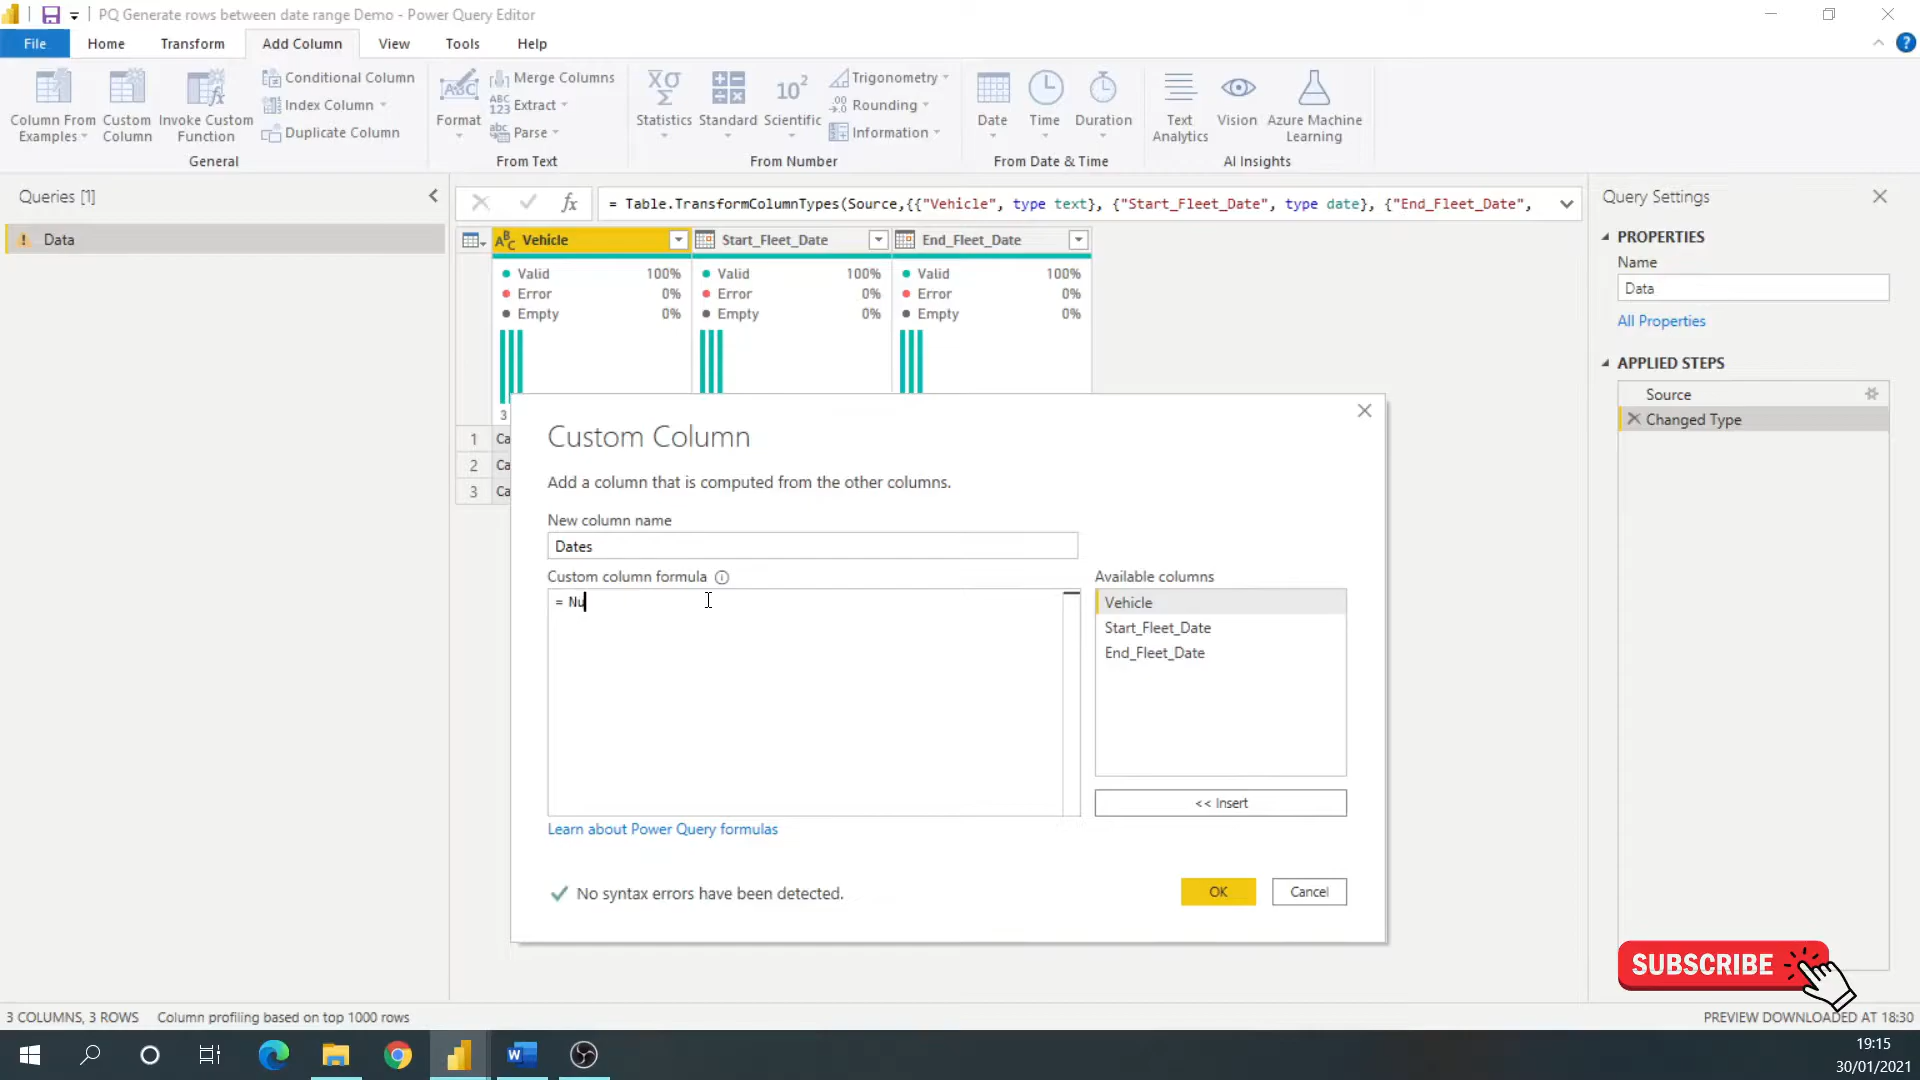 PQ Generate rows between date range Demo - Power Query Editor
File Home Transform Add Column View Tools Help
Column From Examples
Custom Column
Invoke Custom Function
Conditional Column
Index Column
Duplicate Column
General
Format
Merge Columns
Extract
Parse
From Text
Statistics
Standard
Scientific
Trigonometry
Rounding
Information
From Number
Date
Time
Duration
From Date & Time
Text Analytics
Vision
Azure Machine Learning
AI Insights
Queries [1]
Data
fx
= Table.TransformColumnTypes(Source,{{"Vehicle", type text}, {"Start_Fleet_Date", type date}, {"End_Fleet_Date",
Vehicle Start_Fleet_Date End_Fleet_Date
Valid 100% Valid 100% Valid 100%
Error 0% Error 0% Error 0%
Empty 0% Empty 0% Empty 0%
3
1 Ca
2 Ca
3 Ca
Custom Column
Add a column that is computed from the other columns.
New column name
Dates
Custom column formula
= Nu
Available columns
Vehicle
Start_Fleet_Date
End_Fleet_Date
<< Insert
Learn about Power Query formulas
No syntax errors have been detected.
OK
Cancel
Query Settings
PROPERTIES
Name
Data
All Properties
APPLIED STEPS
Source
Changed Type
SUBSCRIBE
3 COLUMNS, 3 ROWS Column profiling based on top 1000 rows
PREVIEW DOWNLOADED AT 18:30
19:15
30/01/2021